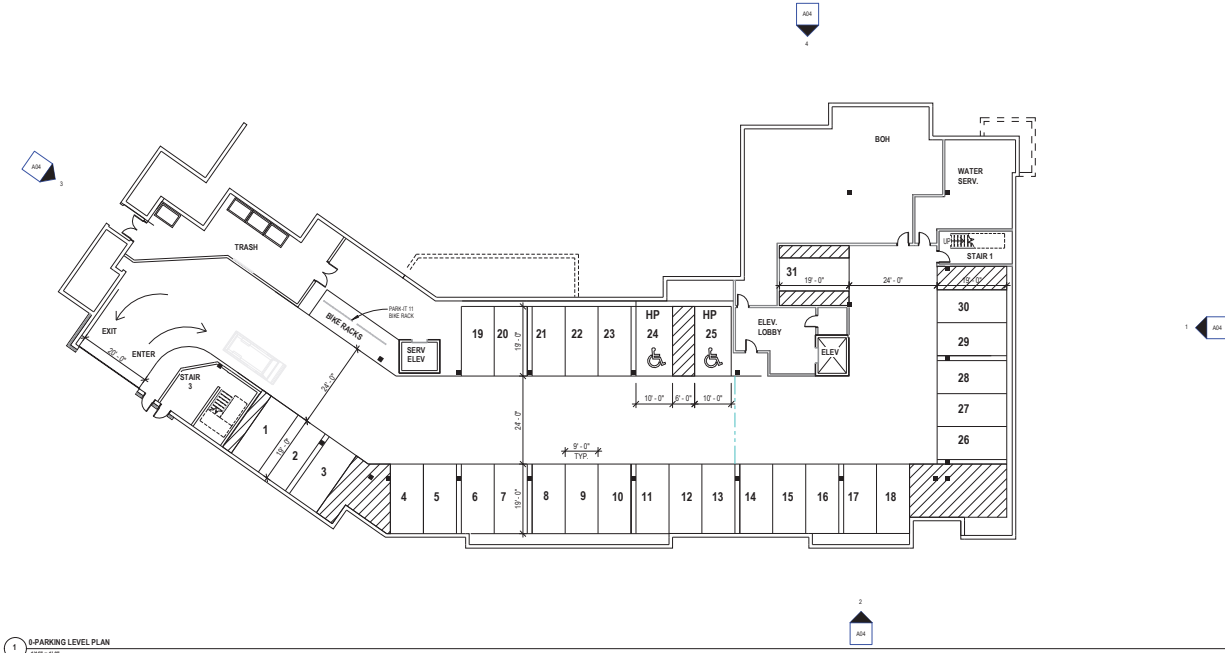 A04
4
A04
3
BOH
WATER
SERV.
UP
STAIR 1
TRASH
31
19' - 0"
24' - 0"
19' - 0"
PARK-IT 11
BIKE RACK
BIKE RACKS
EXIT
ENTER
20' - 0"
STAIR
3
SERV
ELEV
24' - 0"
19
20
19' - 0"
21
22
23
HP
24
HP
25
ELEV.
LOBBY
ELEV
30
29
28
27
26
1
A04
10' - 0"
6' - 0"
10' - 0"
24' - 0"
9' - 0"
TYP.
1
19' - 0"
2
3
4
5
6
7
19' - 0"
8
9
10
11
12
13
14
15
16
17
18
2
A04
1
0-PARKING LEVEL PLAN